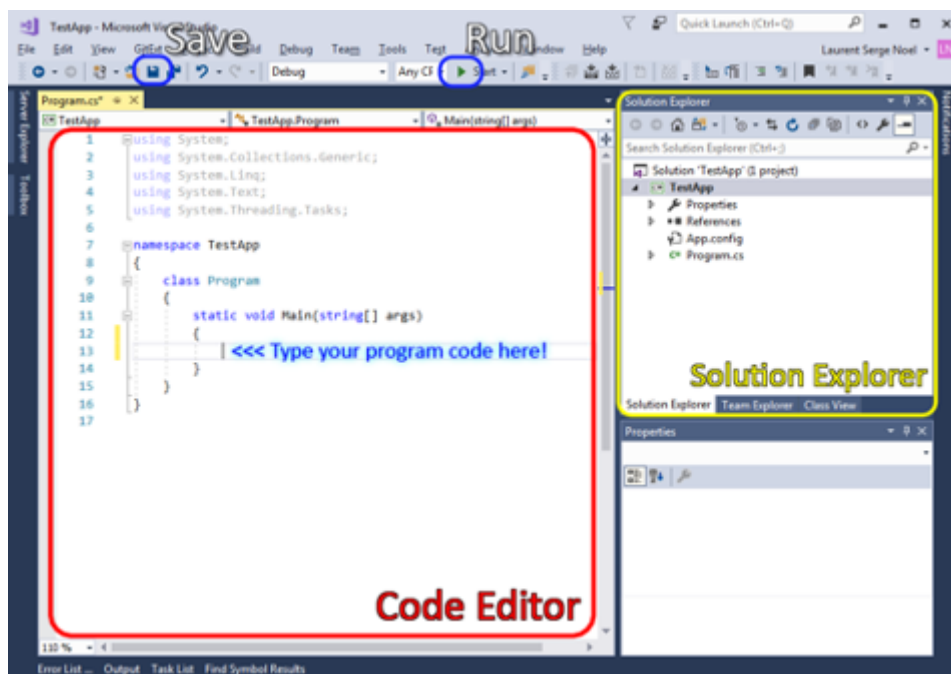 TestApp - Microsoft Vis
Quick Launch (Ctrl+Q)
Save
Run
File Edit View Debug Team Tools Test Window Help
Laurent Serge Noel LN
Debug Any CP Start
Server Explorer
Toolbox
Program.cs*
TestApp TestApp.Program Main(string[] args)
1 using System;
2 using System.Collections.Generic;
3 using System.Linq;
4 using System.Text;
5 using System.Threading.Tasks;
6
7 namespace TestApp
8 {
9 class Program
10 {
11 static void Main(string[] args)
12 {
13 <<< Type your program code here!
14 }
15 }
16 }
17
Code Editor
110 %
Error List ... Output Task List Find Symbol Results
Solution Explorer
Search Solution Explorer (Ctrl+;)
Solution 'TestApp' (1 project)
TestApp
Properties
References
App.config
C# Program.cs
Solution Explorer
Solution Explorer Team Explorer Class View
Properties
Notifications